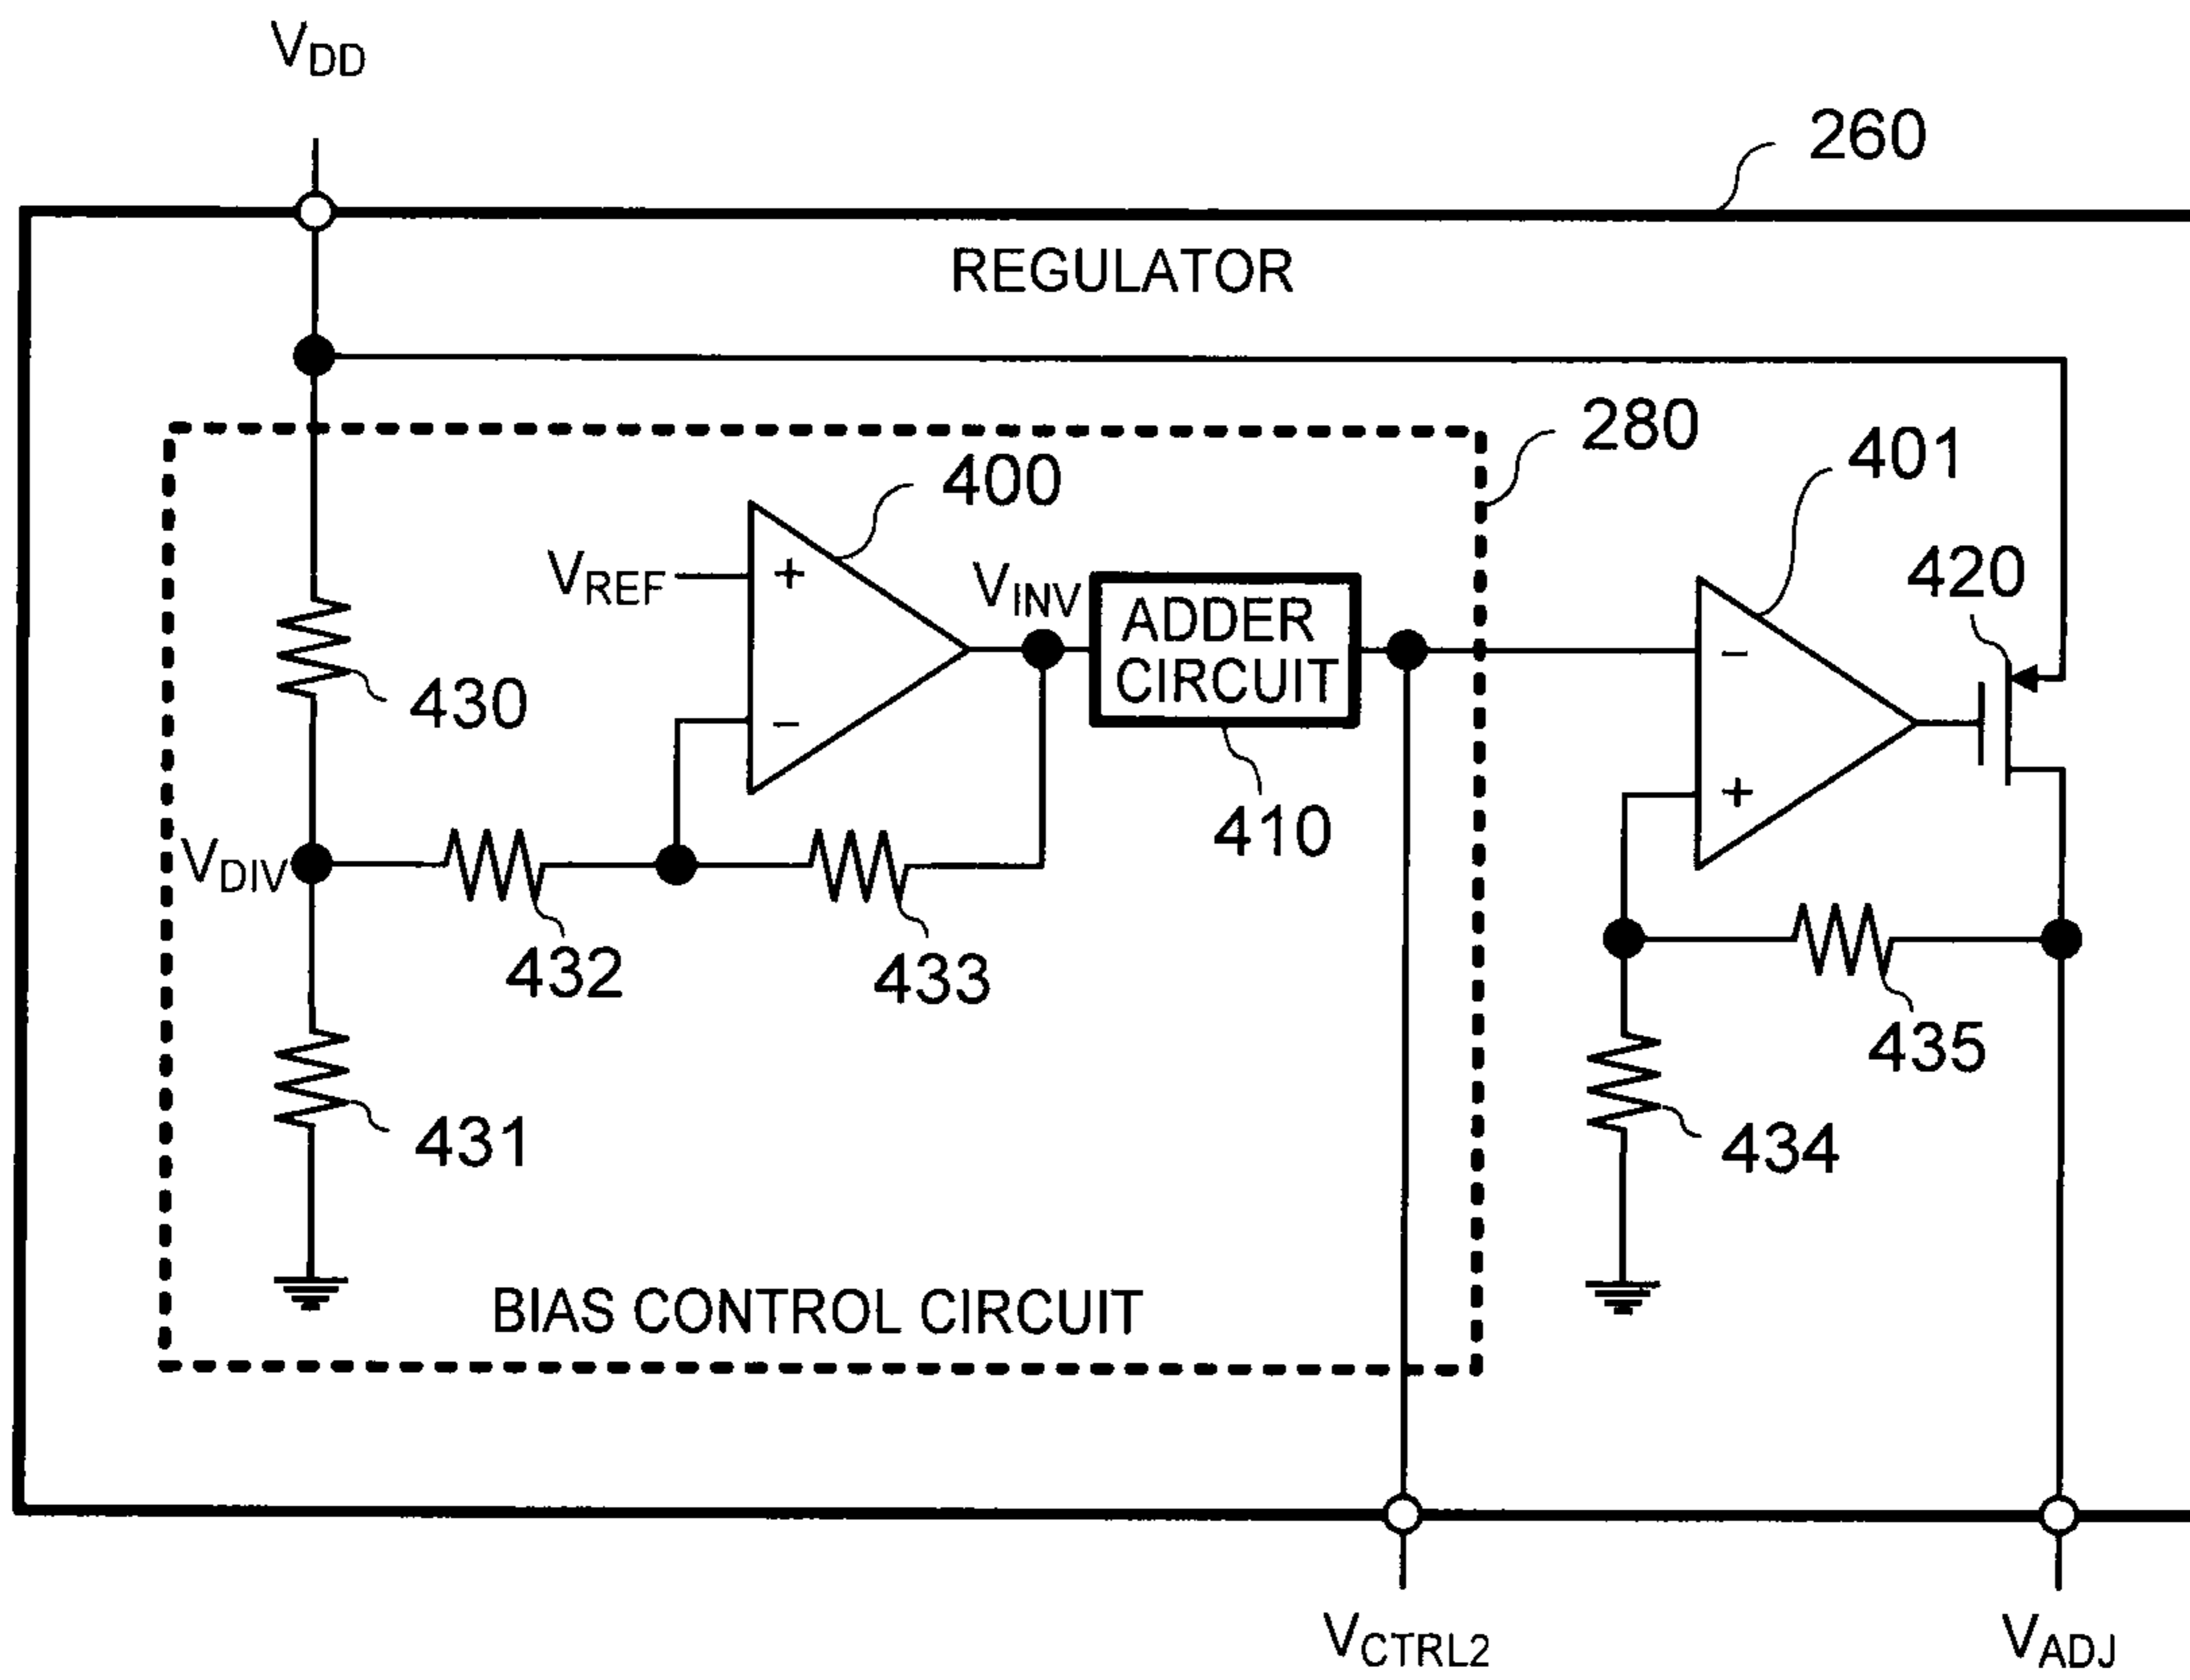 VDD
260
REGULATOR
280
401
400
420
VREF
+
VINV
ADDER
CIRCUIT
−
430
−
+
410
VDIV
432
433
435
431
434
BIAS CONTROL CIRCUIT
VCTRL2
VADJ